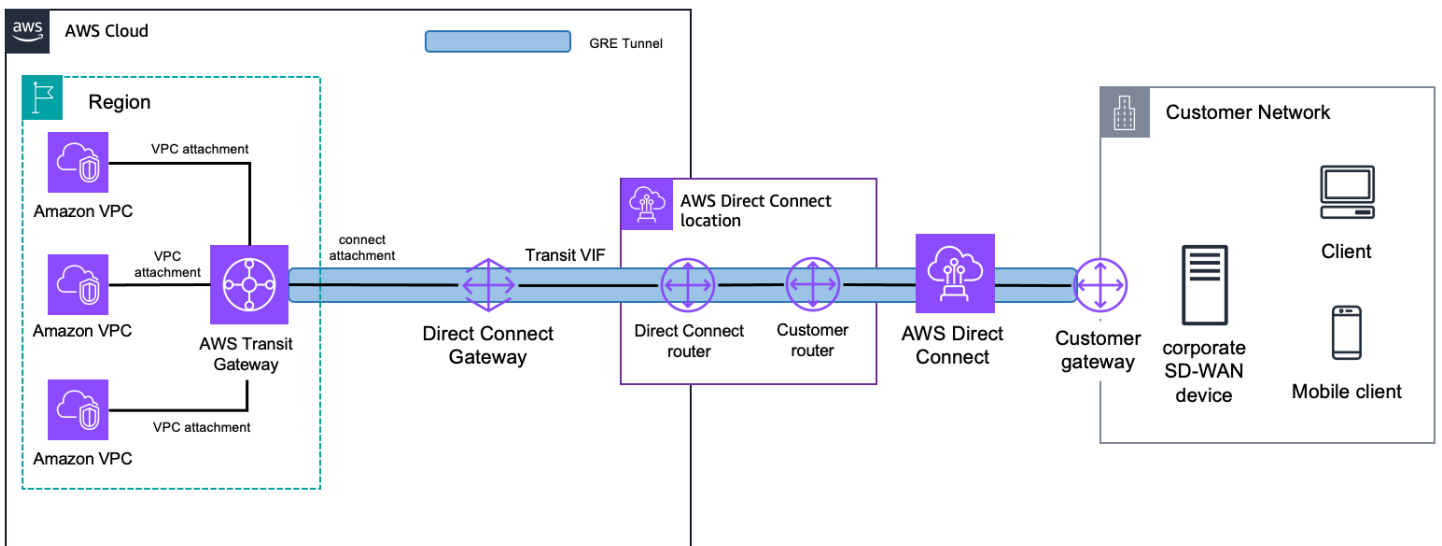 aws
AWS Cloud
GRE Tunnel
Region
VPC attachment
Amazon VPC
VPC
attachment
Amazon VPC
AWS Transit
Gateway
VPC attachment
Amazon VPC
connect
attachment
Direct Connect
Gateway
Transit VIF
AWS Direct Connect
location
Direct Connect
router
Customer
router
AWS Direct
Connect
Customer
gateway
Customer Network
corporate
SD-WAN
device
Client
Mobile client